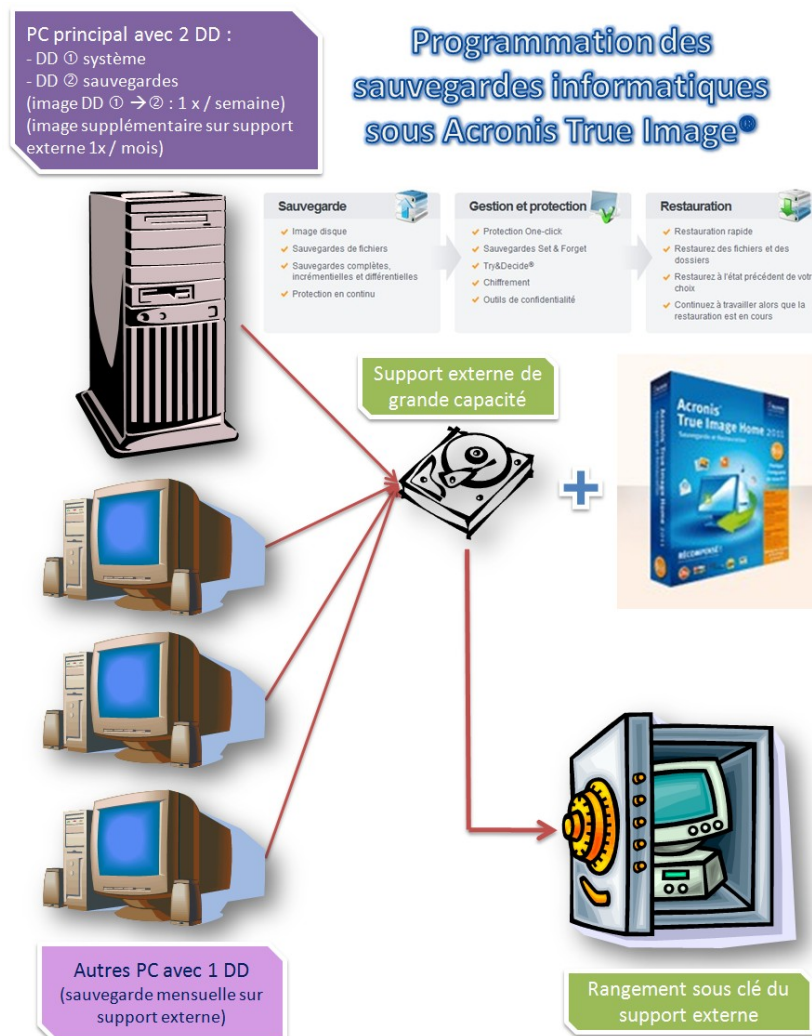 PC principal avec 2 DD :
- DD ① système
- DD ② sauvegardes
(image DD ① →② : 1 x / semaine)
(image supplémentaire sur support
externe 1x / mois)
Programmation des
sauvegardes informatiques
sous Acronis True Image®
Sauvegarde
Image disque
Sauvegardes de fichiers
Sauvegardes complètes,
incrémentielles et différentielles
Protection en continu
Gestion et protection
Protection One-click
Sauvegardes Set & Forget
Try&Decide®
Chiffrement
Outils de confidentialité
Restauration
Restauration rapide
Restaurez des fichiers et des
dossiers
Restaurez à l'état précédent de votr
choix
Continuez à travailler alors que la
restauration est en cours
Support externe de
grande capacité
Acronis
True Image Home 2011
Sauvegarde et Restauration
RÉCOMPENSÉ !
Autres PC avec 1 DD
(sauvegarde mensuelle sur
support externe)
Rangement sous clé du
support externe